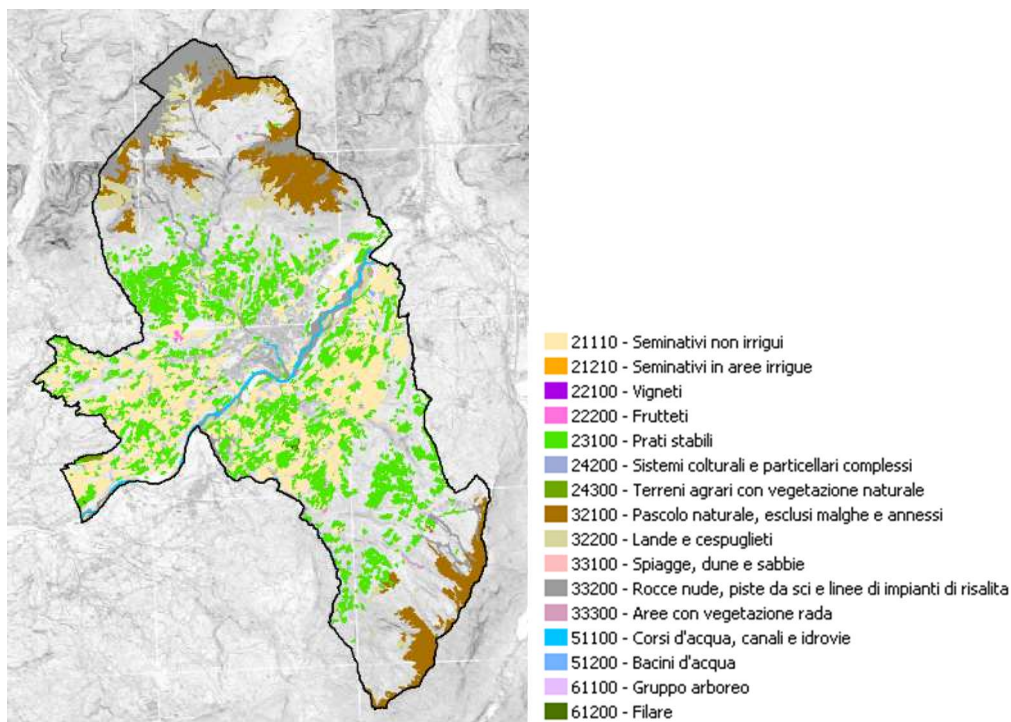 21110 - Seminativi non irrigui
21210 - Seminativi in aree irrigue
22100 - Vigneti
22200 - Frutteti
23100 - Prati stabili
24200 - Sistemi colturali e particellari complessi
24300 - Terreni agrari con vegetazione naturale
32100 - Pascolo naturale, esclusi malghe e annessi
32200 - Lande e cespuglieti
33100 - Spiagge, dune e sabbie
33200 - Rocce nude, piste da sci e linee di impianti di risalita
33300 - Aree con vegetazione rada
51100 - Corsi d'acqua, canali e idrovie
51200 - Bacini d'acqua
61100 - Gruppo arboreo
61200 - Filare